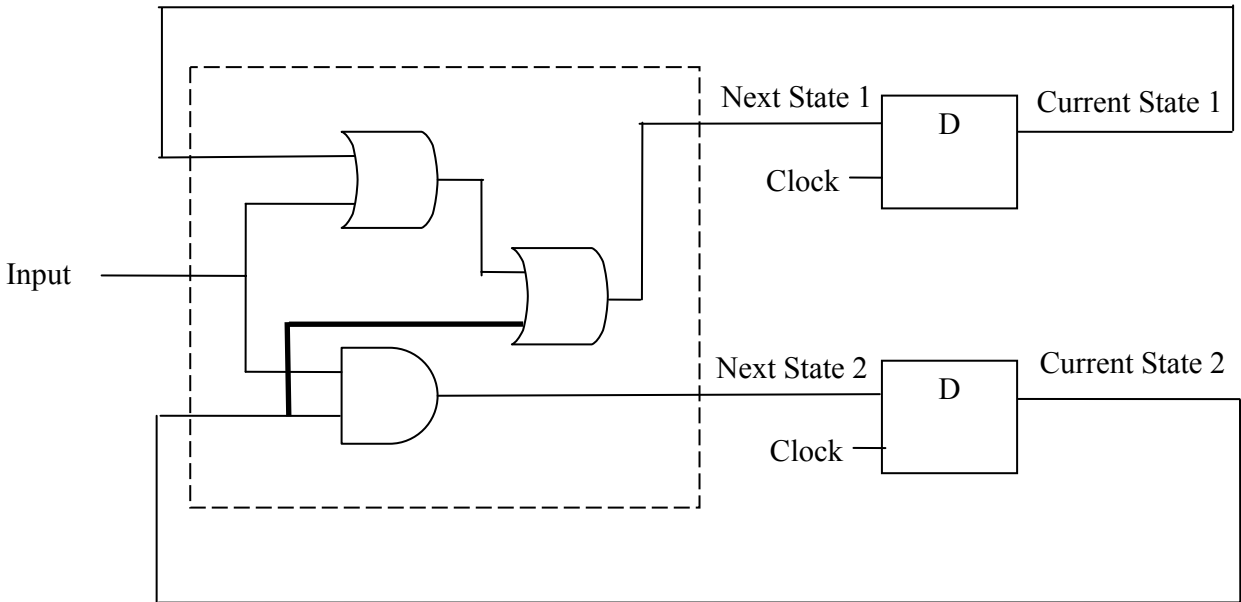 Next State 1
D
Current State 1
Clock
Input
Next State 2
D
Current State 2
Clock